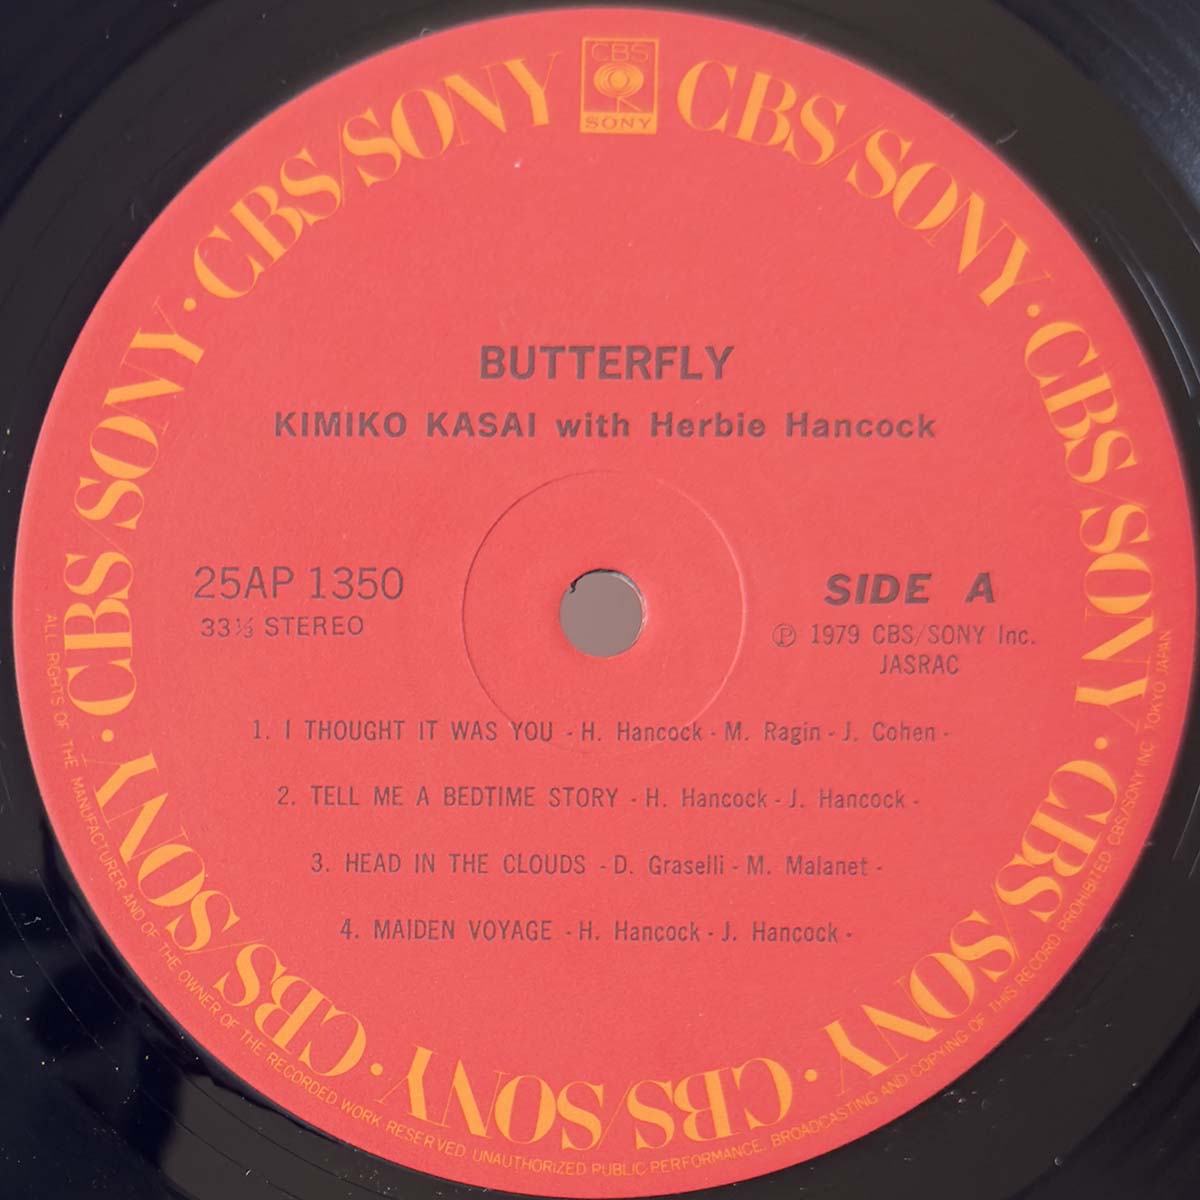 CBS
SONY
CBS/SONY · CBS/SONY · CBS/SONY · CBS/SONY · CBS/SONY · CBS/SONY · CBS/SONY · CBS/SONY · CBS/SONY · CBS/SONY
BUTTERFLY
KIMIKO KASAI with Herbie Hancock
25AP 1350
33⅓ STEREO
SIDE A
Ⓟ 1979 CBS/SONY Inc.
JASRAC
1. I THOUGHT IT WAS YOU - H. Hancock - M. Ragin - J. Cohen -
2. TELL ME A BEDTIME STORY - H. Hancock - J. Hancock -
3. HEAD IN THE CLOUDS - D. Graselli - M. Malanet -
4. MAIDEN VOYAGE - H. Hancock - J. Hancock -
ALL RIGHTS OF THE MANUFACTURER AND OF THE OWNER OF THE RECORDED WORK RESERVED. UNAUTHORIZED PUBLIC PERFORMANCE, BROADCASTING AND COPYING OF THIS RECORD PROHIBITED CBS/SONY INC TOKYO JAPAN